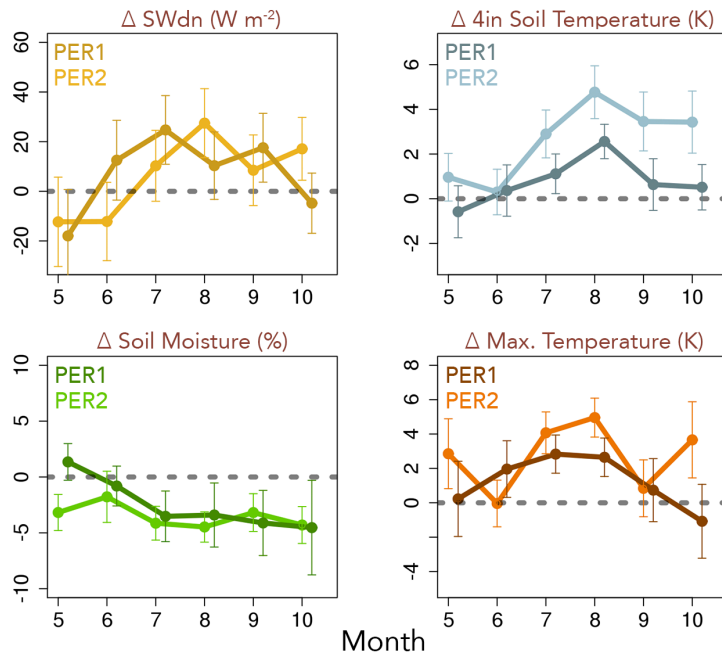 Δ SWdn (W m⁻²)
PER1
PER2
60
40
20
0
-20
5 6 7 8 9 10
Δ 4in Soil Temperature (K)
PER1
PER2
6
4
2
0
-2
5 6 7 8 9 10
Δ Soil Moisture (%)
PER1
PER2
10
5
0
-5
-10
5 6 7 8 9 10
Δ Max. Temperature (K)
PER1
PER2
8
6
4
2
0
-4
5 6 7 8 9 10
Month